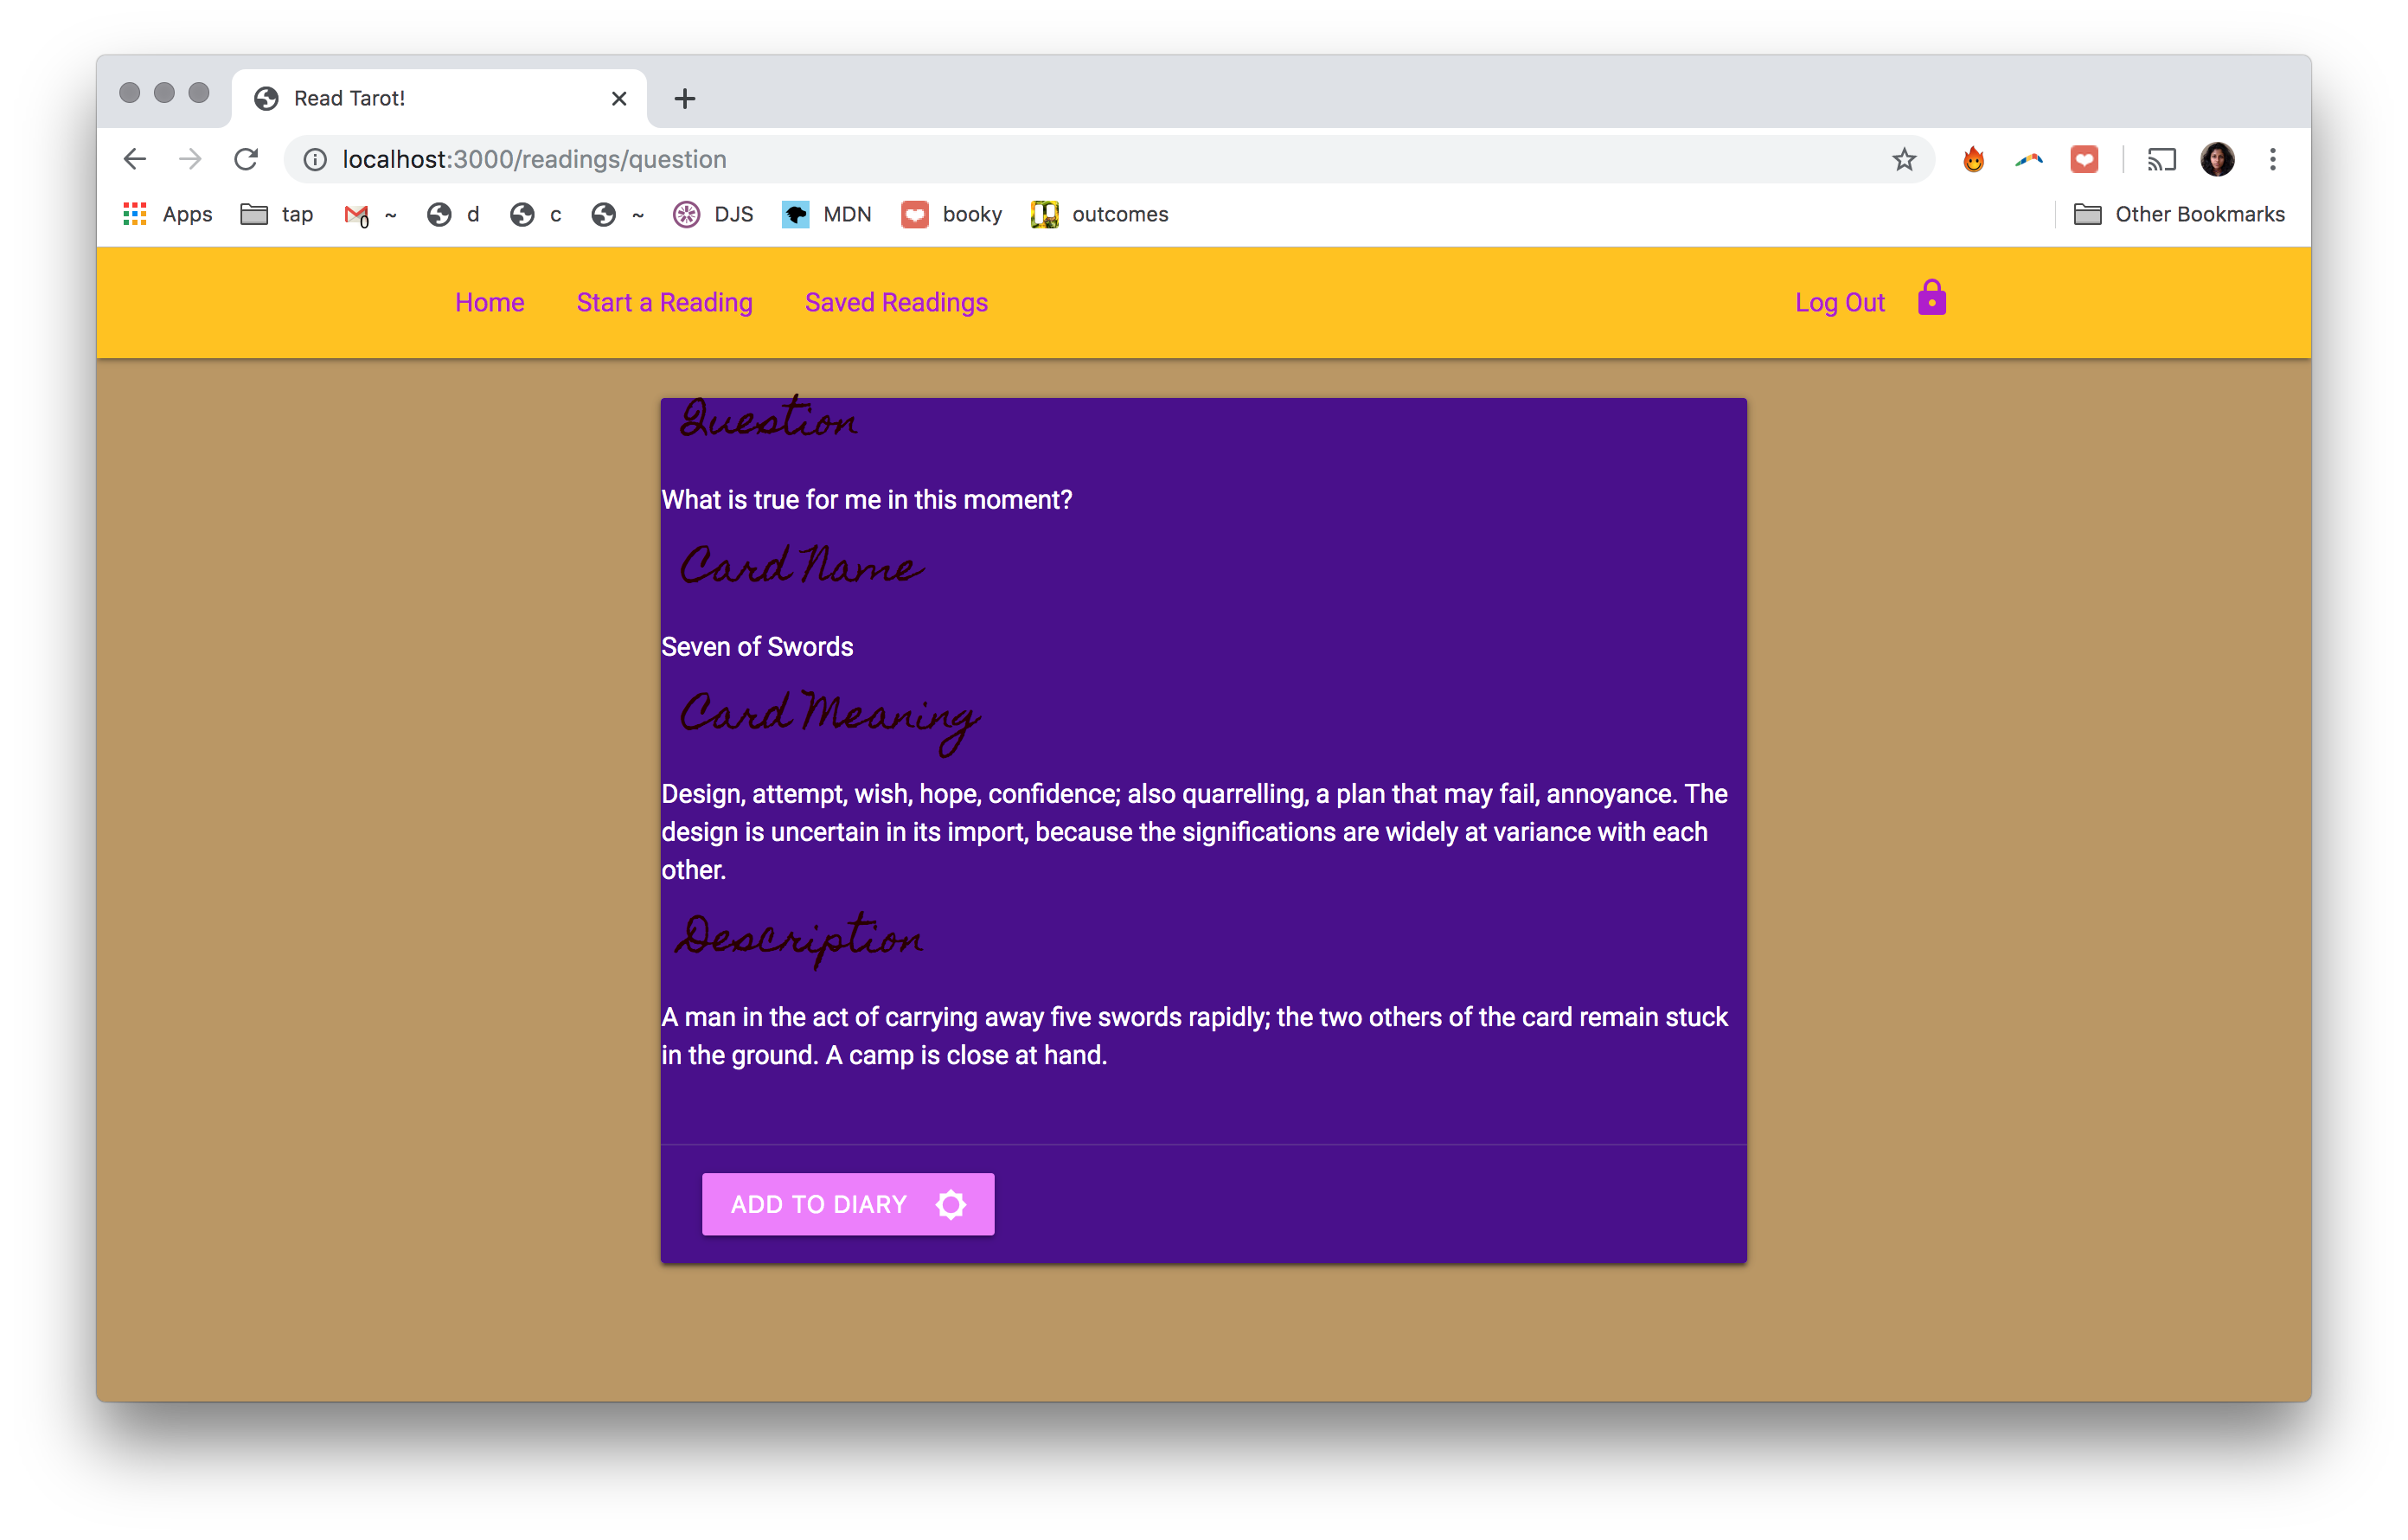 Read Tarot!
localhost:3000/readings/question
Apps tap 0 ~ d c ~ DJS MDN booky outcomes Other Bookmarks
Home Start a Reading Saved Readings Log Out
Question
What is true for me in this moment?
Card Name
Seven of Swords
Card Meaning
Design, attempt, wish, hope, confidence; also quarrelling, a plan that may fail, annoyance. The
design is uncertain in its import, because the significations are widely at variance with each
other.
Description
A man in the act of carrying away five swords rapidly; the two others of the card remain stuck
in the ground. A camp is close at hand.
ADD TO DIARY